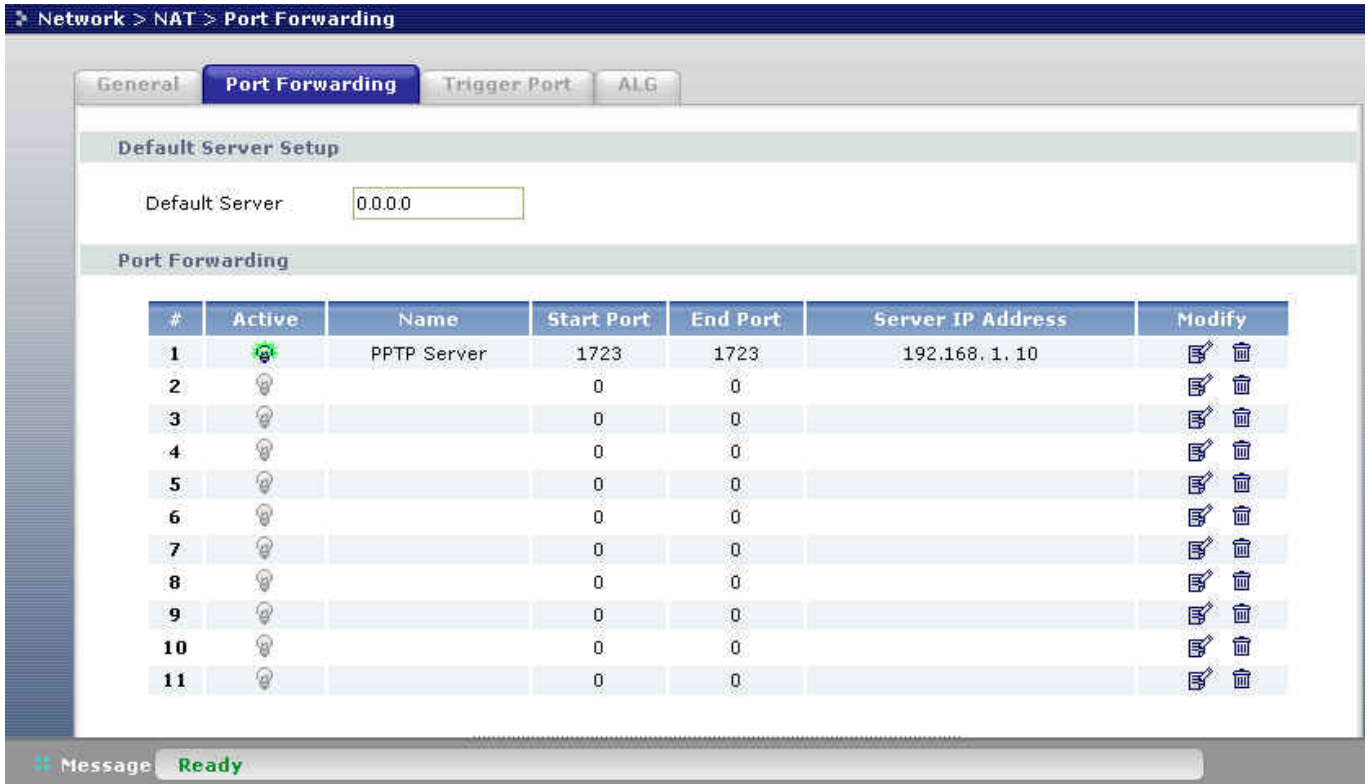 Network > NAT > Port Forwarding
General Port Forwarding Trigger Port ALG
Default Server Setup
Default Server 0.0.0.0
Port Forwarding
# Active Name Start Port End Port Server IP Address Modify
1 PPTP Server 1723 1723 192.168. 1. 10
2 0 0
3 0 0
4 0 0
5 0 0
6 0 0
7 0 0
8 0 0
9 0 0
10 0 0
11 0 0
Message Ready